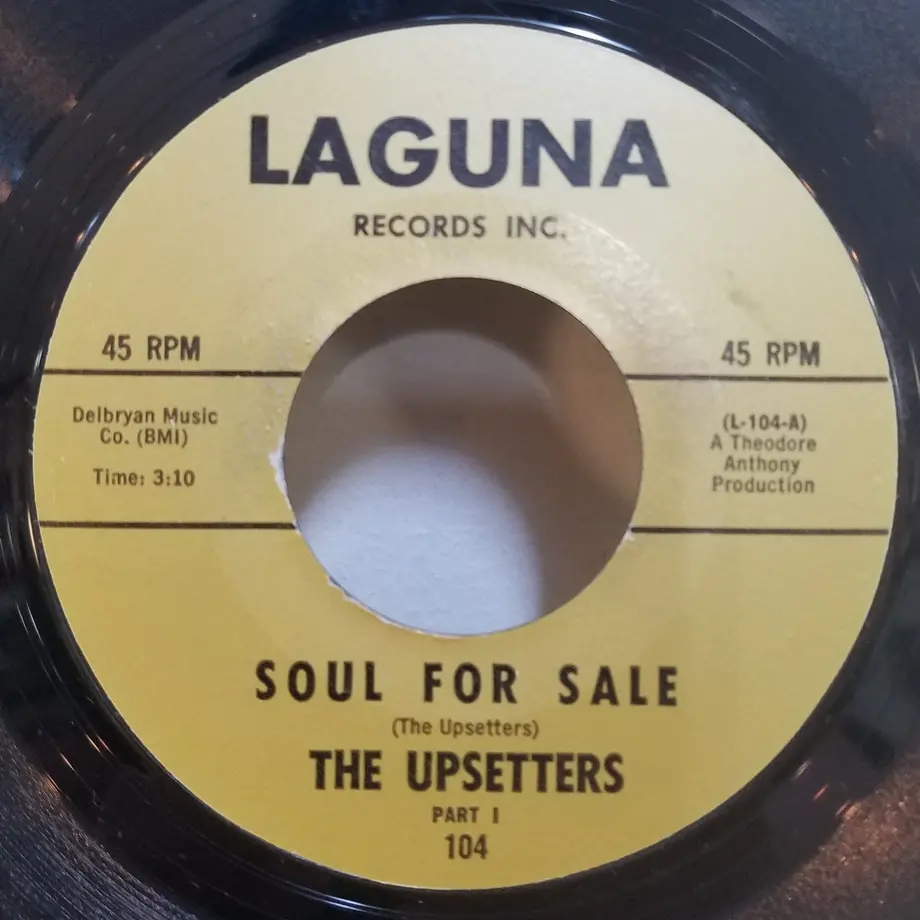 LAGUNA
RECORDS INC.
45 RPM
Delbryan Music
Co. (BMI)
Time: 3:10
45 RPM
(L-104-A)
A Theodore
Anthony
Production
SOUL FOR SALE
(The Upsetters)
THE UPSETTERS
PART I
104